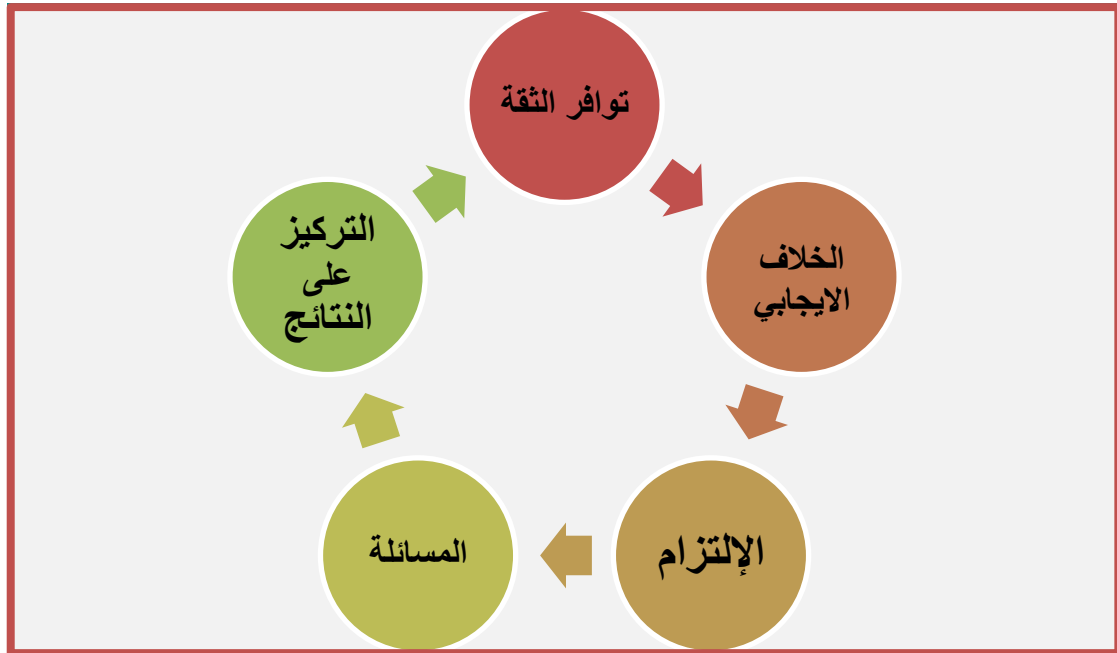 توافر الثقة
الخلاف
الايجابي
الإلتزام
المسائلة
التركيز
على
النتائج